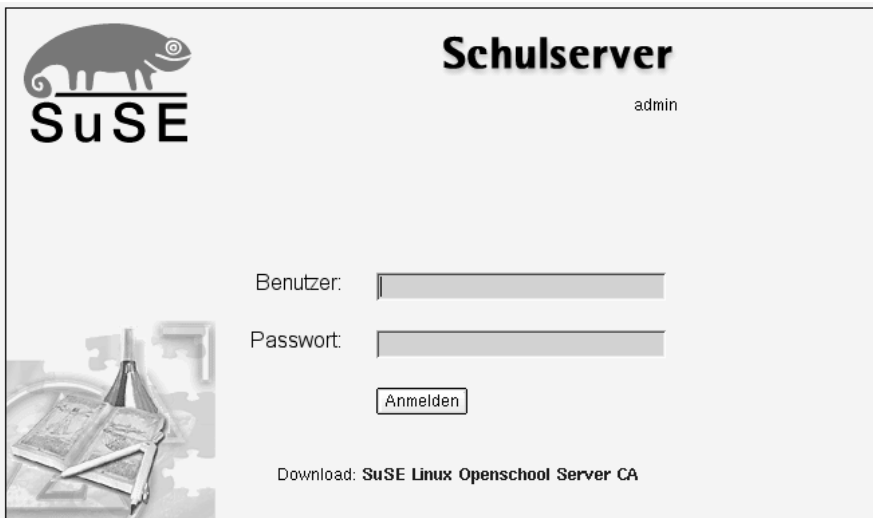 SuSE
Schulserver
admin
Benutzer:
Passwort:
Anmelden
Download: SuSE Linux Openschool Server CA